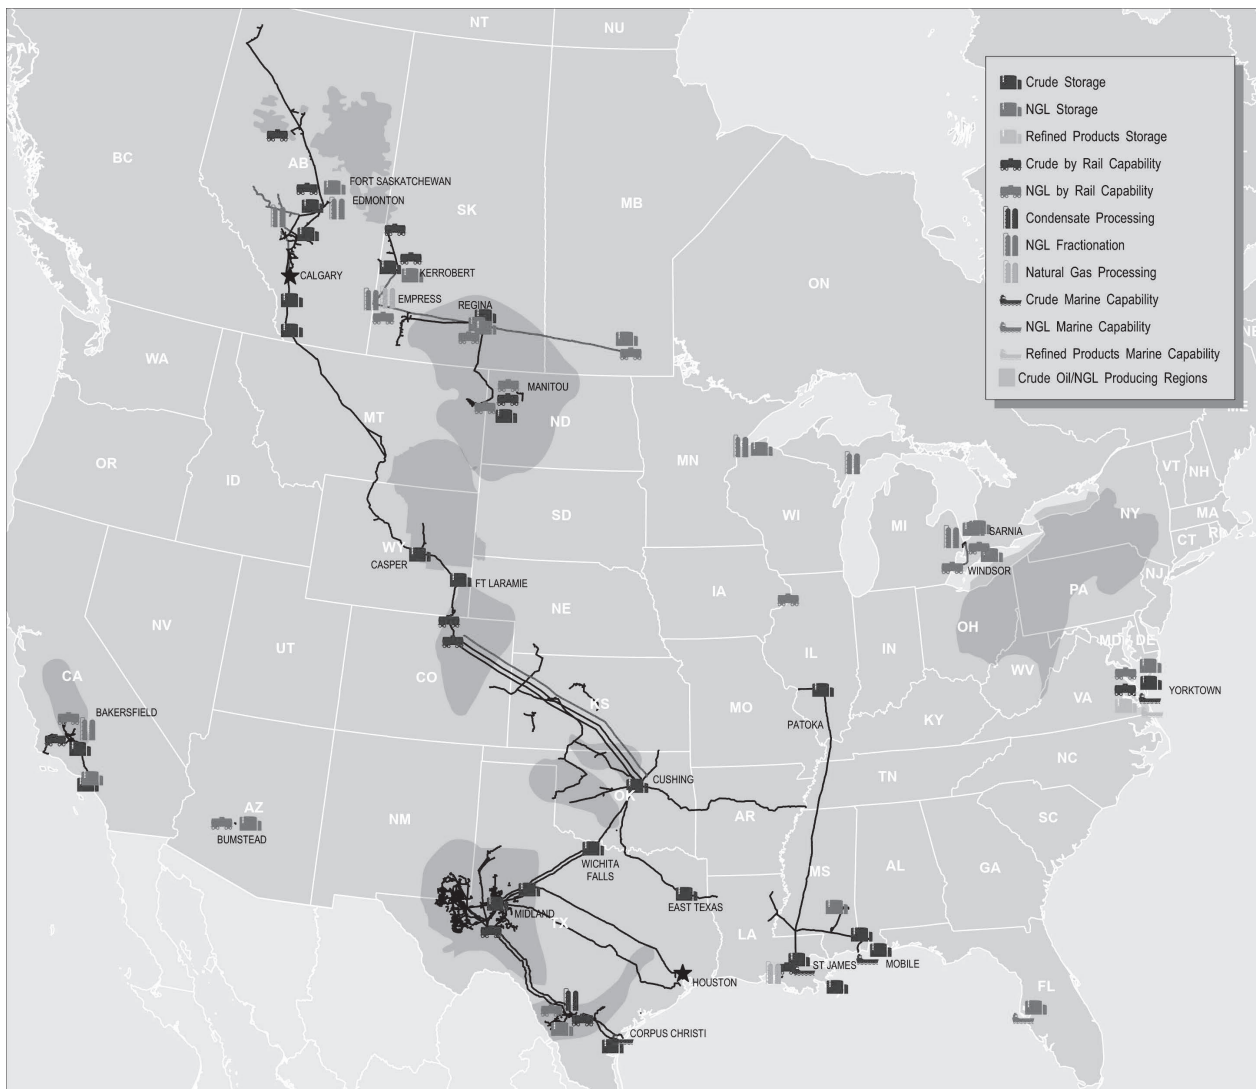 NT
NU
AK
Crude Storage
NGL Storage
Refined Products Storage
Crude by Rail Capability
NGL by Rail Capability
Condensate Processing
NGL Fractionation
Natural Gas Processing
Crude Marine Capability
NGL Marine Capability
Refined Products Marine Capability
Crude Oil/NGL Producing Regions
BC
AB
FORT SASKATCHEWAN
EDMONTON
SK
MB
CALGARY
KERROBERT
ON
EMPRESS
REGINA
WA
MANITOU
MT
ND
ME
OR
ID
MN
VT
NH
SD
WI
MI
SARNIA
NY
MA
CT
RI
WY
CASPER
WINDSOR
FT LARAMIE
NE
IA
PA
NJ
NV
UT
IL
IN
OH
MD
DE
CA
CO
KS
MO
WV
VA
YORKTOWN
BAKERSFIELD
PATOKA
KY
CUSHING
NC
TN
AZ
NM
OK
AR
SC
BUMSTEAD
WICHITA
FALLS
MS
AL
GA
EAST TEXAS
MIDLAND
TX
LA
ST JAMES
MOBILE
HOUSTON
FL
CORPUS CHRISTI